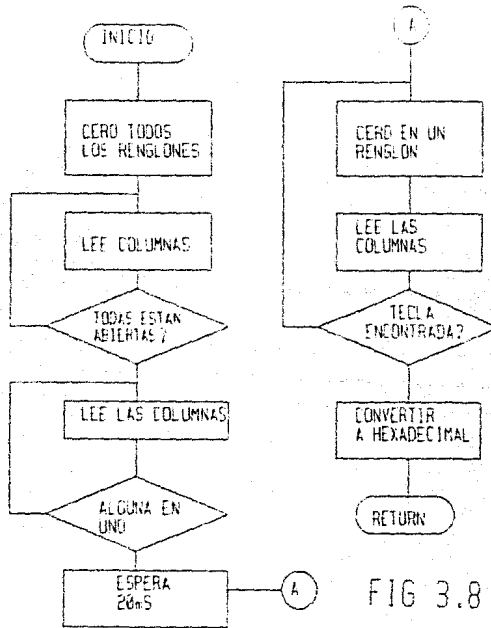 INICIO
CERO TODOS
LOS RENGLONES
LEE COLUMNAS
TODAS ESTAN
ABIERTAS?
LEE LAS COLUMNAS
ALGUNA EN
UNO
ESPERA
20mS
A
A
CERO EN UN
RENGLON
LEE LAS
COLUMNAS
TECLA
ENCONTRADA?
CONVERTIR
A HEXADECIMAL
RETURN
FIG 3.8